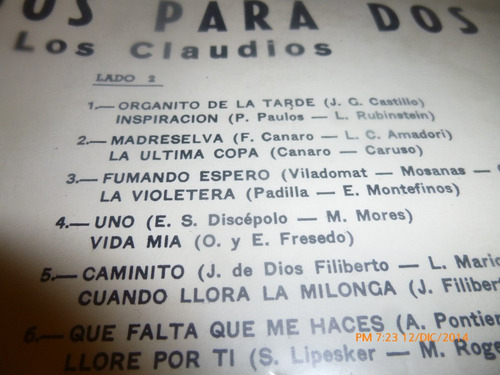 PARA DOS
Los Claudios
LADO 2
1.— ORGANITO DE LA TARDE (J. G. Castillo)
INSPIRACION (P. Paulos — L. Rubinstein)
2.— MADRESELVA (F. Canaro — L. C. Amadori)
LA ULTIMA COPA (Canaro — Caruso)
3.— FUMANDO ESPERO (Viladomat — Mosanas —
LA VIOLETERA (Padilla — E. Montefinos)
4.— UNO (E. S. Discépolo — M. Mores)
VIDA MIA (O. y E. Fresedo)
5.— CAMINITO (J. de Dios Filiberto — L. Mario
CUANDO LLORA LA MILONGA (J. Filiber
6.— QUE FALTA QUE ME HACES (A. Pontier
LLORE POR TI (S. Lipesker — M. Roge
PM 7:23 12/DIC/2014